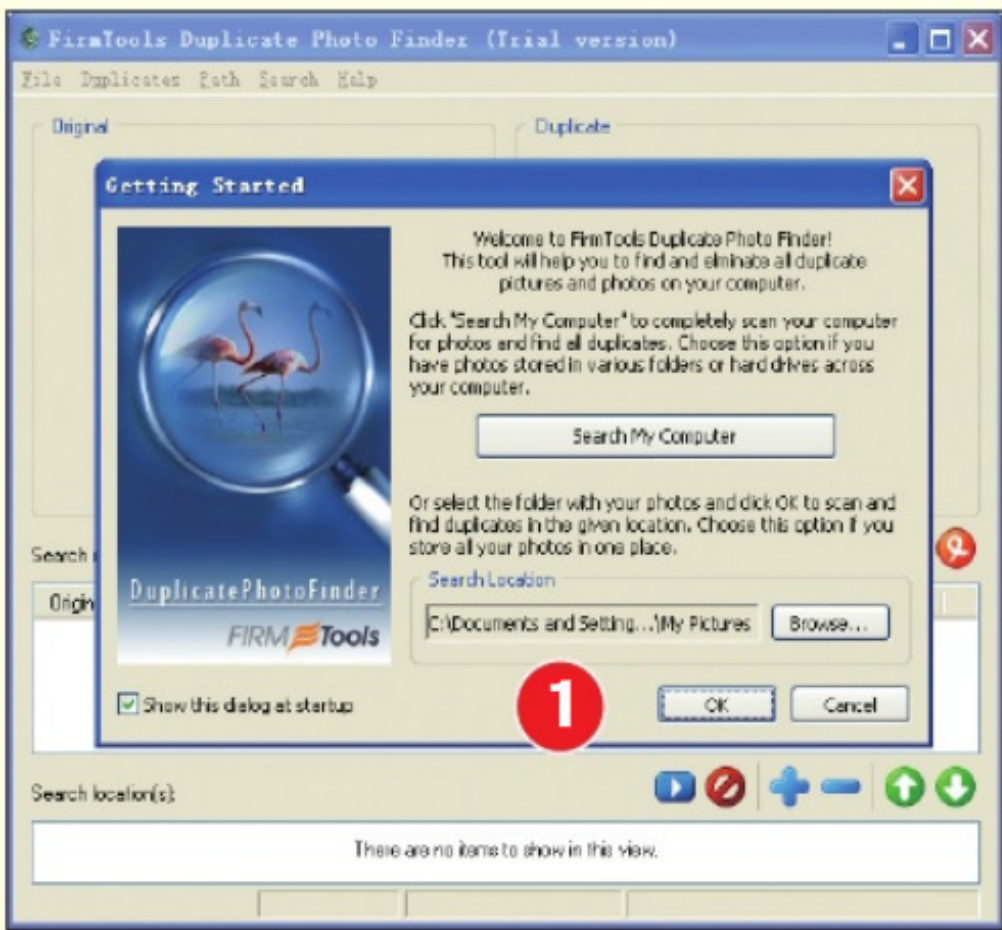 FirmTools Duplicate Photo Finder (Trial version)
File Duplicates Path Search Help
Original
Duplicate
Getting Started
Welcome to FirmTools Duplicate Photo Finder!
This tool will help you to find and elminate all duplicate
pictures and photos on your computer.
Click "Search My Computer" to completely scan your computer
for photos and find all duplicates. Choose this option if you
have photos stored in various folders or hard drives across
your computer.
Search My Computer
Or select the folder with your photos and click OK to scan and
find duplicates in the given location. Choose this option if you
store all your photos in one place.
Search
Origin
DuplicatePhotoFinder
FIRM Tools
Search Location
C:\Documents and Setting...\My Pictures
Browse...
Show this dialog at startup
1
OK
Cancel
Search location(s):
There are no items to show in this view.